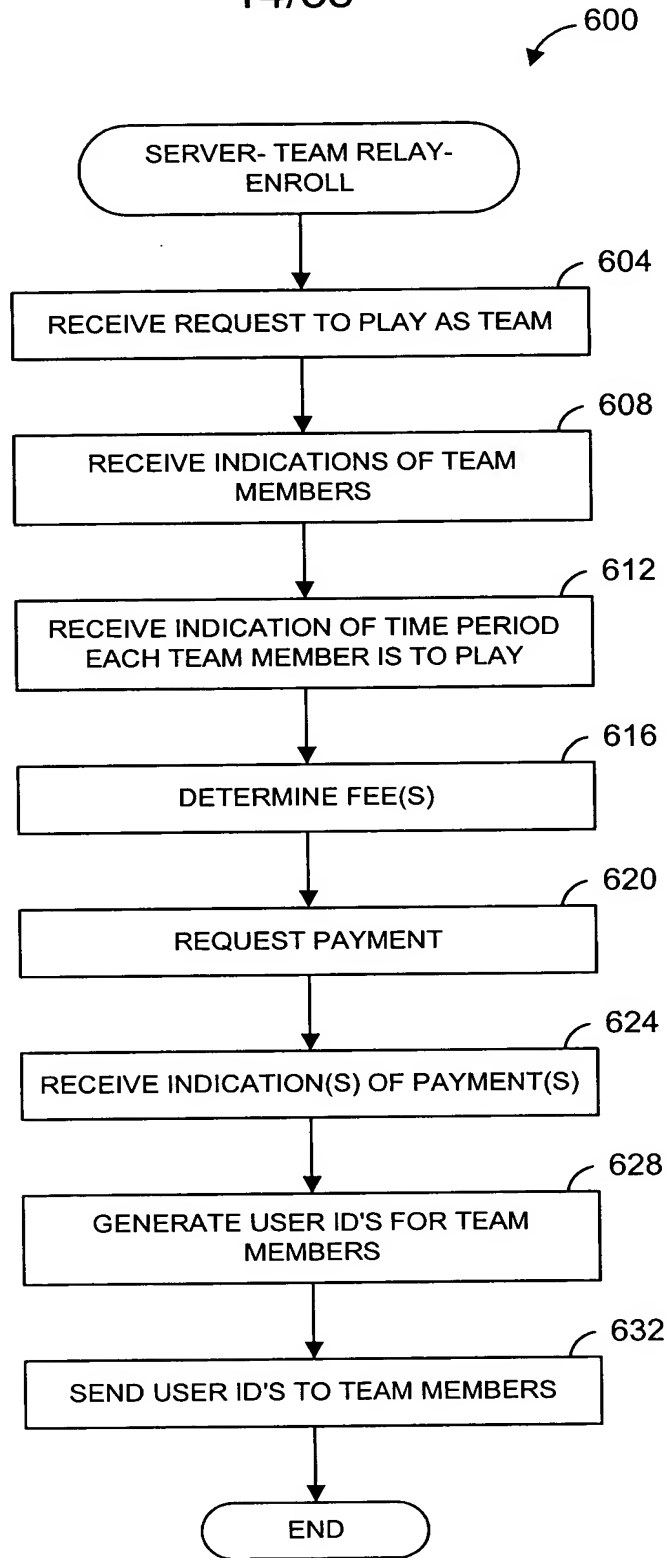 600
SERVER- TEAM RELAY-
ENROLL
604
RECEIVE REQUEST TO PLAY AS TEAM
608
RECEIVE INDICATIONS OF TEAM
MEMBERS
612
RECEIVE INDICATION OF TIME PERIOD
EACH TEAM MEMBER IS TO PLAY
616
DETERMINE FEE(S)
620
REQUEST PAYMENT
624
RECEIVE INDICATION(S) OF PAYMENT(S)
628
GENERATE USER ID'S FOR TEAM
MEMBERS
632
SEND USER ID'S TO TEAM MEMBERS
END